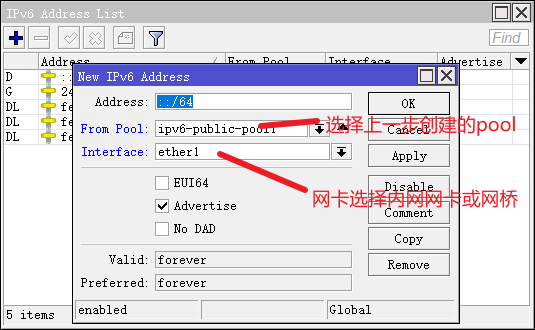 IPv6 Address List
Find
Address
From Pool
Interface
Advertise
D
G 24
DL fe
DL fe
DL fe
New IPv6 Address
Address: ::/64
OK
From Pool: ipv6-public-pool1
选择上一步创建的pool
Cancel
Interface: ether1
Apply
EUI64
Disable
网卡选择内网网卡或网桥
Advertise
Comment
No DAD
Copy
Valid: forever
Remove
Preferred: forever
5 items
enabled
Global